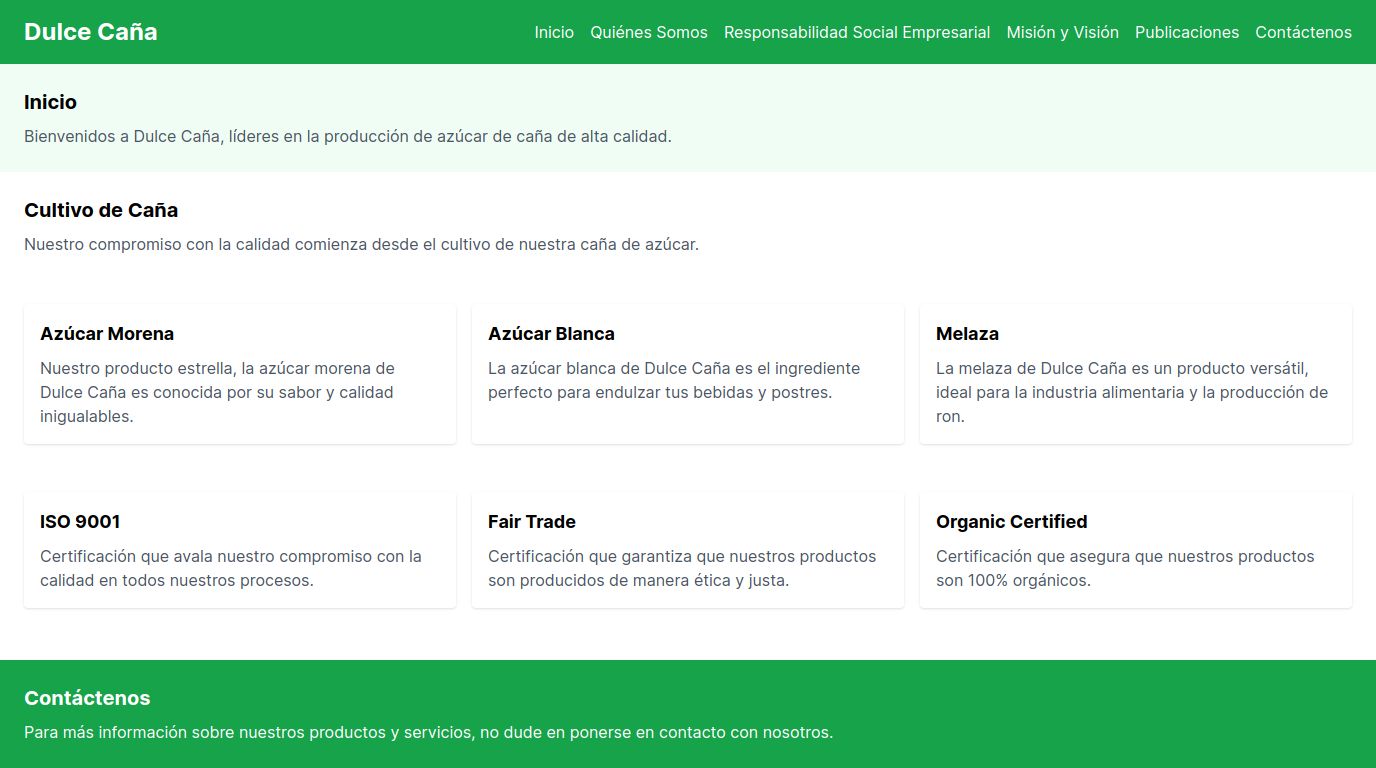 Dulce Caña
Inicio Quiénes Somos Responsabilidad Social Empresarial Misión y Visión Publicaciones Contáctenos
Inicio
Bienvenidos a Dulce Caña, líderes en la producción de azúcar de caña de alta calidad.
Cultivo de Caña
Nuestro compromiso con la calidad comienza desde el cultivo de nuestra caña de azúcar.
Azúcar Morena
Nuestro producto estrella, la azúcar morena de
Dulce Caña es conocida por su sabor y calidad
inigualables.
Azúcar Blanca
La azúcar blanca de Dulce Caña es el ingrediente
perfecto para endulzar tus bebidas y postres.
Melaza
La melaza de Dulce Caña es un producto versátil,
ideal para la industria alimentaria y la producción de
ron.
ISO 9001
Certificación que avala nuestro compromiso con la
calidad en todos nuestros procesos.
Fair Trade
Certificación que garantiza que nuestros productos
son producidos de manera ética y justa.
Organic Certified
Certificación que asegura que nuestros productos
son 100% orgánicos.
Contáctenos
Para más información sobre nuestros productos y servicios, no dude en ponerse en contacto con nosotros.